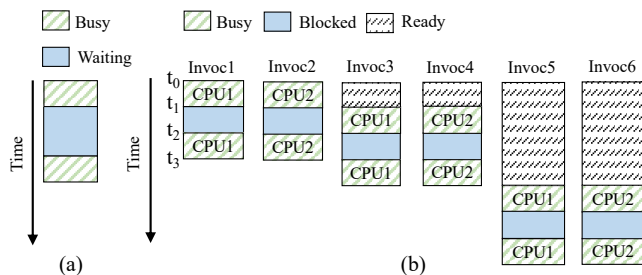 Busy
Waiting
Busy Blocked Ready
Invoc1 Invoc2 Invoc3 Invoc4 Invoc5 Invoc6
t0
CPU1 CPU2
t1
CPU1 CPU2
t2
CPU1 CPU2
t3
CPU1 CPU2
CPU1 CPU2
CPU1 CPU2
Time
Time
(a)
(b)